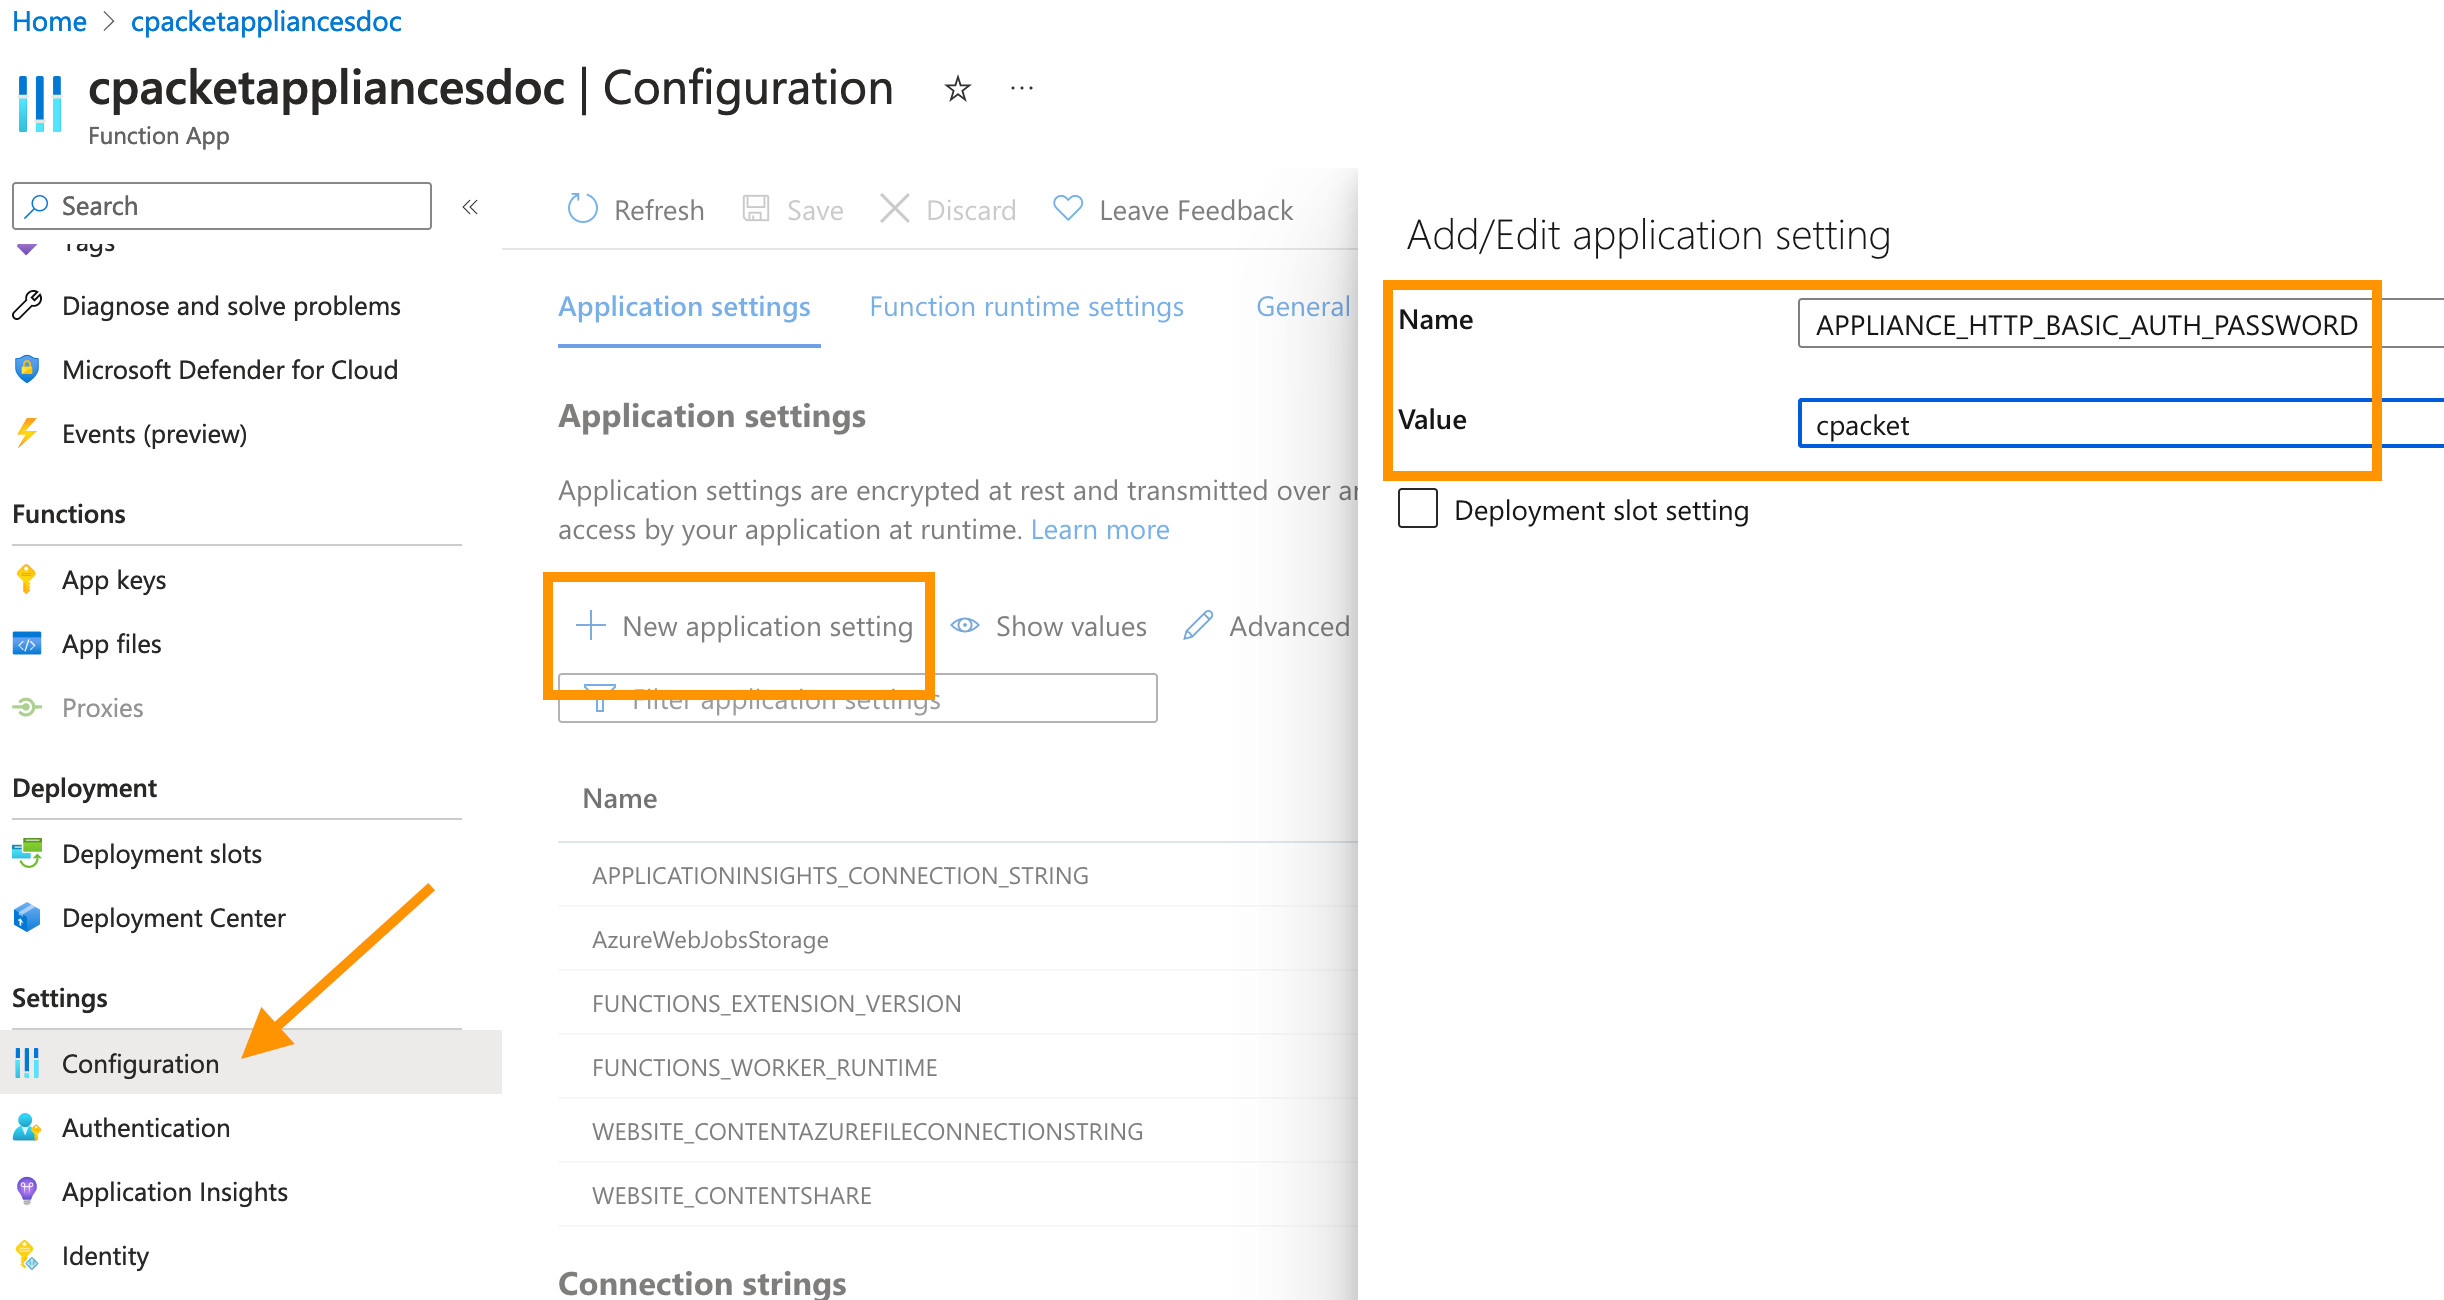 Home > cpacketappliancesdoc
cpacketappliancesdoc | Configuration
Function App
Search
Tags
Diagnose and solve problems
Microsoft Defender for Cloud
Events (preview)
Functions
App keys
App files
Proxies
Deployment
Deployment slots
Deployment Center
Settings
Configuration
Authentication
Application Insights
Identity
Refresh Save Discard Leave Feedback
Application settings Function runtime settings General
Application settings
Application settings are encrypted at rest and transmitted over an
access by your application at runtime. Learn more
New application setting Show values Advanced
Filter application settings
Name
APPLICATIONINSIGHTS_CONNECTION_STRING
AzureWebJobsStorage
FUNCTIONS_EXTENSION_VERSION
FUNCTIONS_WORKER_RUNTIME
WEBSITE_CONTENTAZUREFILECONNECTIONSTRING
WEBSITE_CONTENTSHARE
Connection strings
Add/Edit application setting
Name APPLIANCE_HTTP_BASIC_AUTH_PASSWORD
Value cpacket
Deployment slot setting